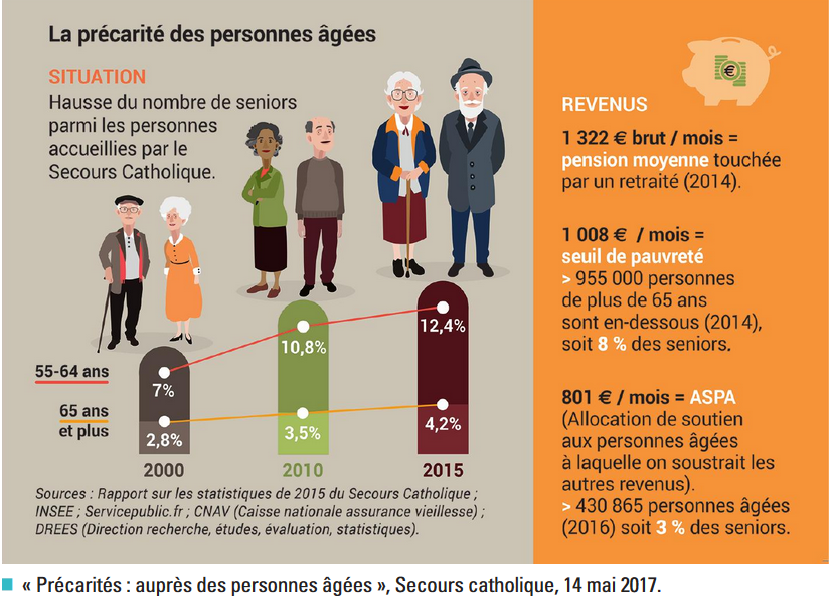 La précarité des personnes âgées
SITUATION
Hausse du nombre de seniors
parmi les personnes
accueillies par le
Secours Catholique.
55-64 ans
65 ans
et plus
7%
2,8%
2000
10,8%
3,5%
2010
12,4%
4,2%
2015
Sources : Rapport sur les statistiques de 2015 du Secours Catholique ;
INSEE ; Servicepublic.fr ; CNAV (Caisse nationale assurance vieillesse) ;
DREES (Direction recherche, études, évaluation, statistiques).
€
REVENUS
1 322 € brut / mois =
pension moyenne touchée
par un retraité (2014).
1 008 € / mois =
seuil de pauvreté
> 955 000 personnes
de plus de 65 ans
sont en-dessous (2014),
soit 8 % des seniors.
801 € / mois = ASPA
(Allocation de soutien
aux personnes âgées
à laquelle on soustrait les
autres revenus).
> 430 865 personnes âgées
(2016) soit 3 % des seniors.
« Précarités : auprès des personnes âgées », Secours catholique, 14 mai 2017.